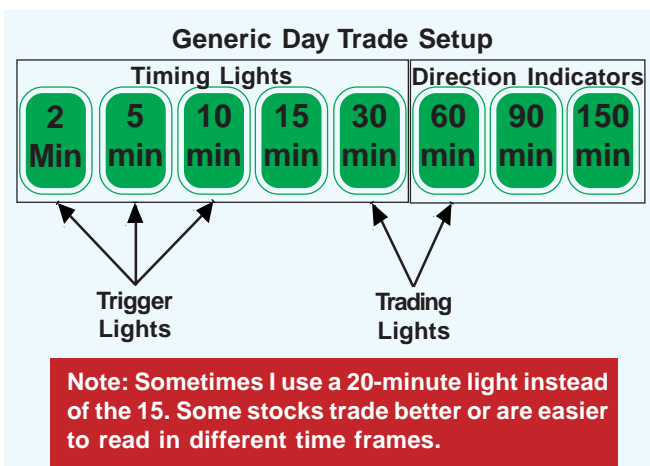 Generic Day Trade Setup
Timing Lights
Direction Indicators
2 Min
5 min
10 min
15 min
30 min
60 min
90 min
150 min
Trigger
Lights
Trading
Lights
Note: Sometimes I use a 20-minute light instead
of the 15. Some stocks trade better or are easier
to read in different time frames.